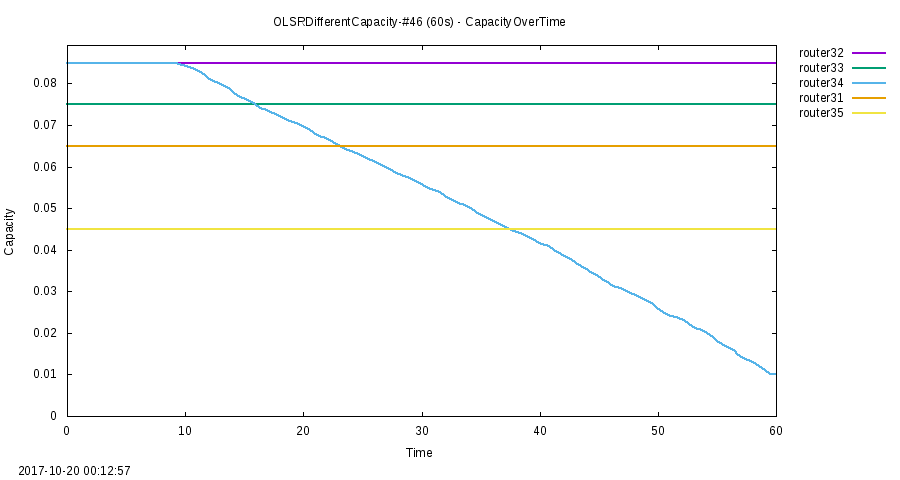 OLSRDifferentCapacity-#46 (60s) - CapacityOverTime
router32
router33
router34
router31
router35
0.08
0.07
0.06
0.05
0.04
0.03
0.02
0.01
0
Capacity
0 10 20 30 40 50 60
Time
2017-10-20 00:12:57